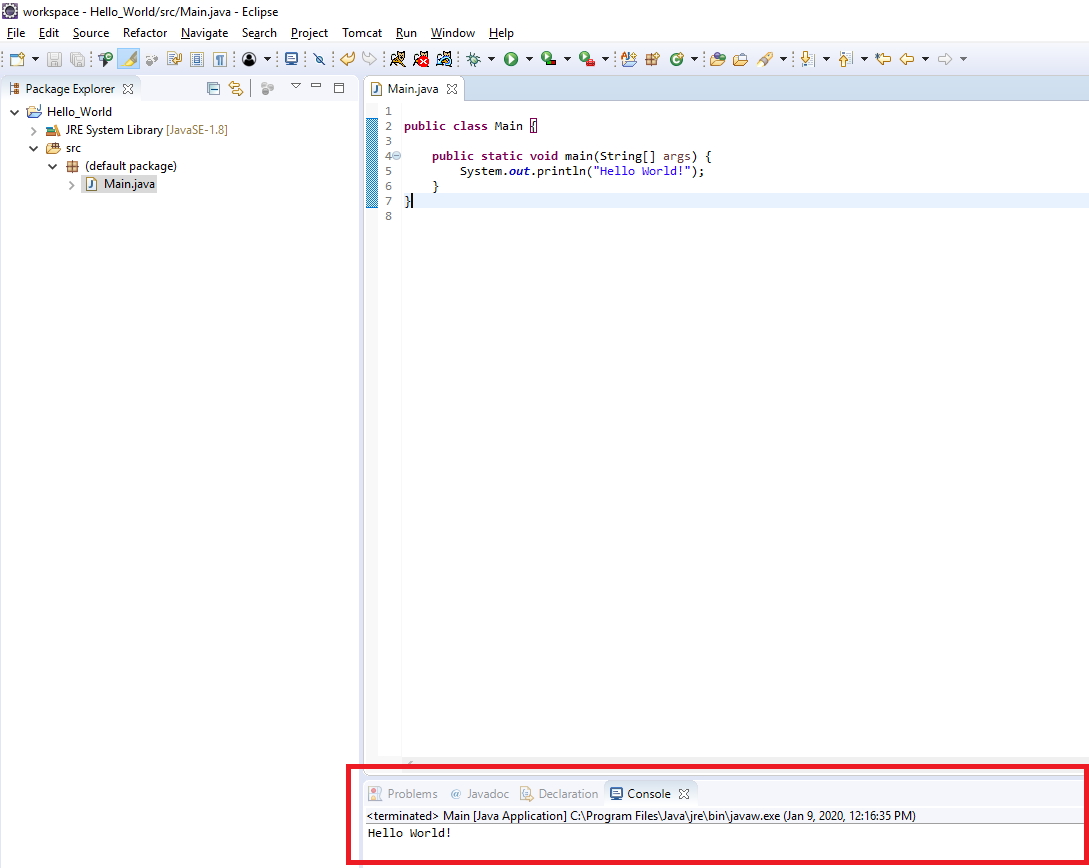 workspace - Hello_World/src/Main.java - Eclipse
File Edit Source Refactor Navigate Search Project Tomcat Run Window Help
Package Explorer
Hello_World
JRE System Library [JavaSE-1.8]
src
(default package)
Main.java
Main.java
1
2 public class Main {
3
4 public static void main(String[] args) {
5 System.out.println("Hello World!");
6 }
7 }
8
Problems @ Javadoc Declaration Console
<terminated> Main [Java Application] C:\Program Files\Java\jre\bin\javaw.exe (Jan 9, 2020, 12:16:35 PM)
Hello World!